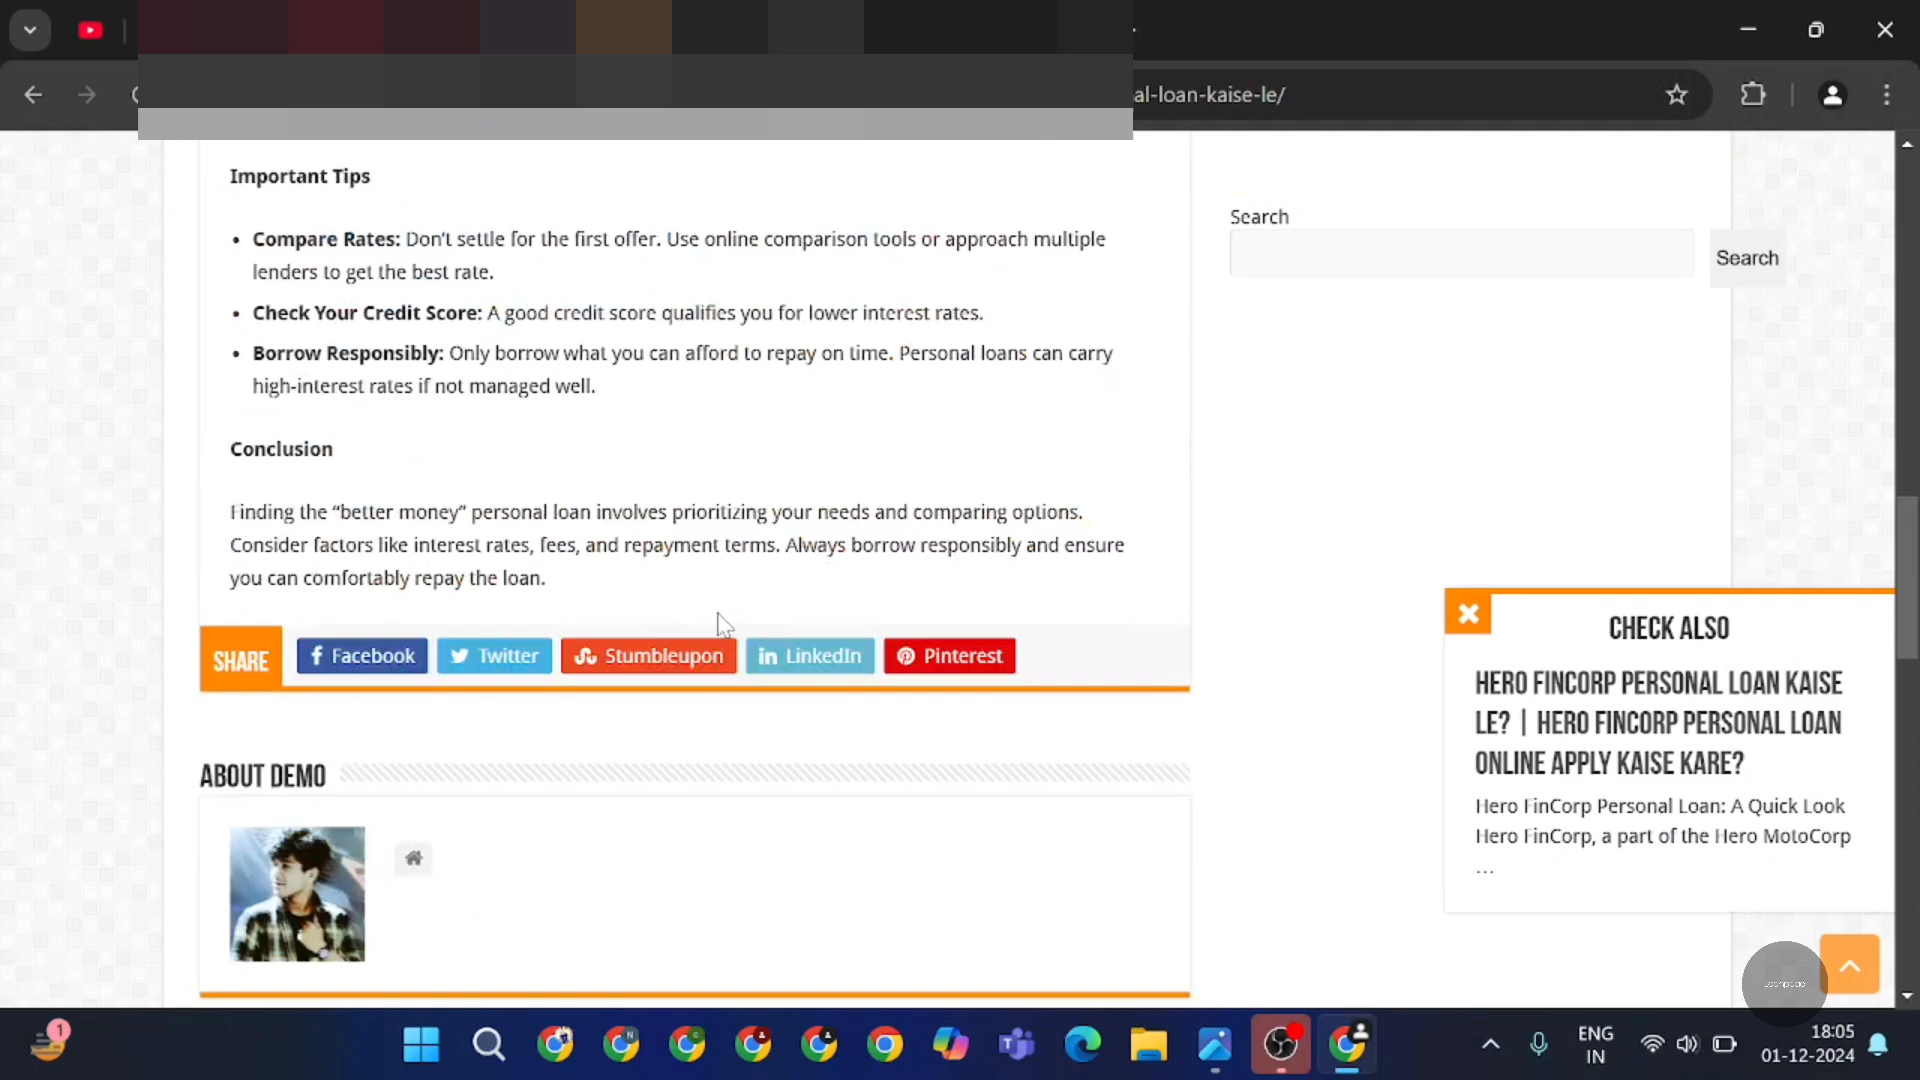 al-loan-kaise-le/
Important Tips
• Compare Rates: Don't settle for the first offer. Use online comparison tools or approach multiple
lenders to get the best rate.
• Check Your Credit Score: A good credit score qualifies you for lower interest rates.
• Borrow Responsibly: Only borrow what you can afford to repay on time. Personal loans can carry
high-interest rates if not managed well.
Conclusion
Finding the “better money” personal loan involves prioritizing your needs and comparing options.
Consider factors like interest rates, fees, and repayment terms. Always borrow responsibly and ensure
you can comfortably repay the loan.
SHARE
Facebook
Twitter
Stumbleupon
LinkedIn
Pinterest
ABOUT DEMO
Search
Search
CHECK ALSO
HERO FINCORP PERSONAL LOAN KAISE
LE? | HERO FINCORP PERSONAL LOAN
ONLINE APPLY KAISE KARE?
Hero FinCorp Personal Loan: A Quick Look
Hero FinCorp, a part of the Hero MotoCorp
...
1
ENG
IN
18:05
01-12-2024